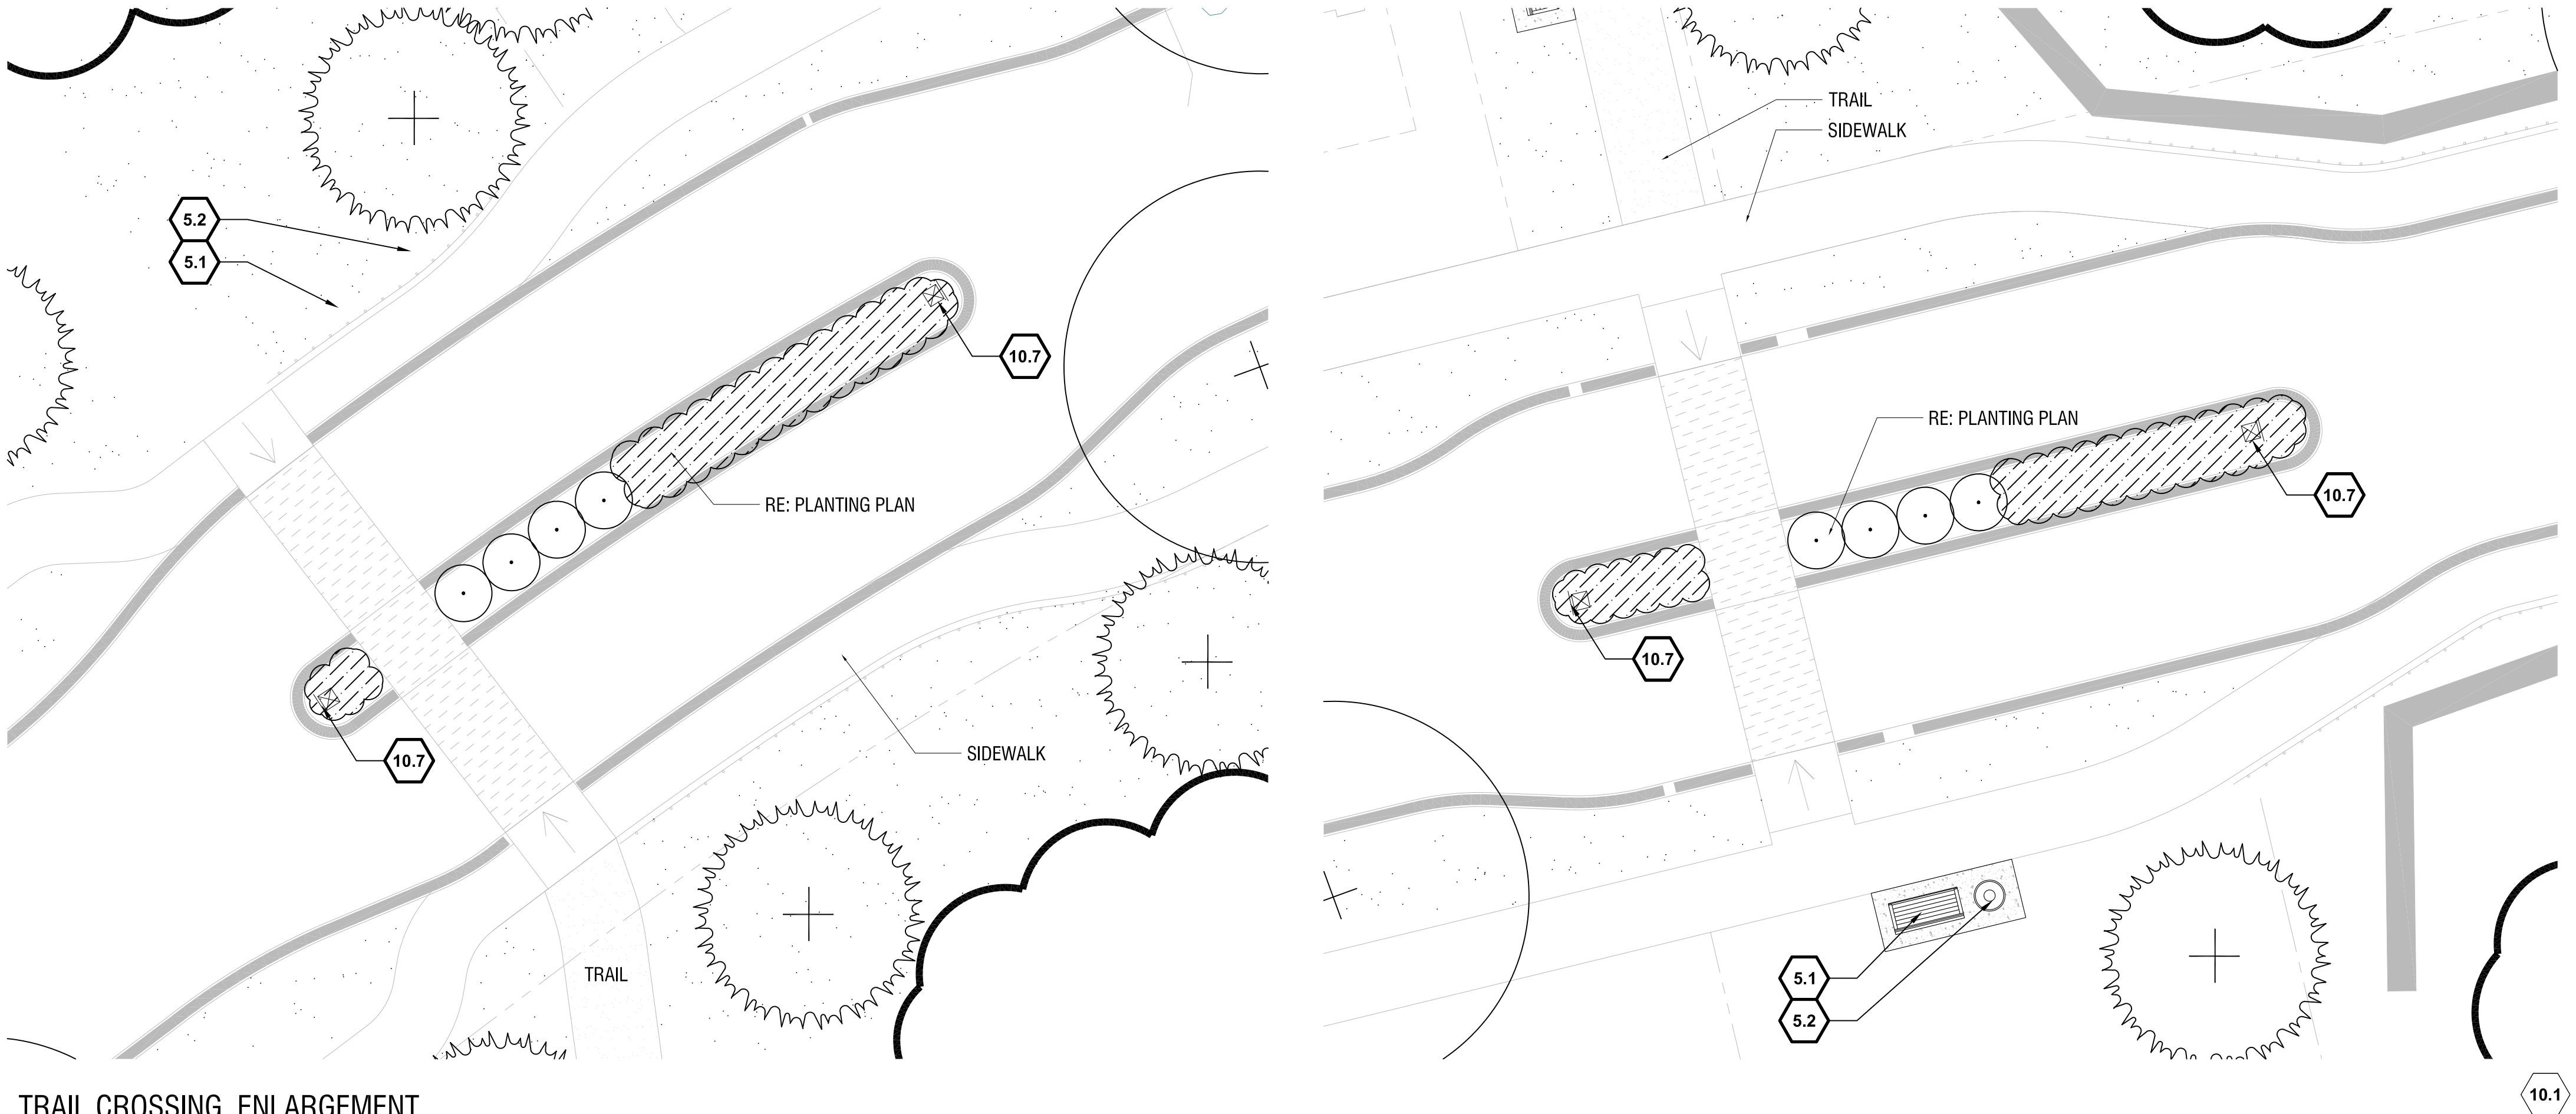 5.2
5.1
10.7
RE: PLANTING PLAN
SIDEWALK
10.7
TRAIL
TRAIL
SIDEWALK
RE: PLANTING PLAN
10.7
10.7
5.1
5.2
TRAIL CROSSING ENLARGEMENT
10.1